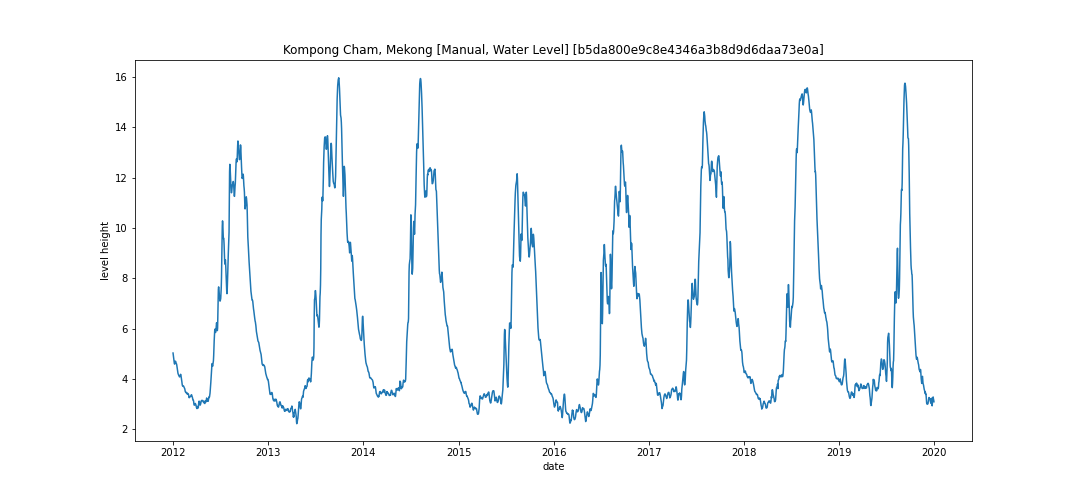 Kompong Cham, Mekong [Manual, Water Level] [b5da800e9c8e4346a3b8d9d6daa73e0a]
16
14
12
10
8
6
4
2
level height
2012 2013 2014 2015 2016 2017 2018 2019 2020
date